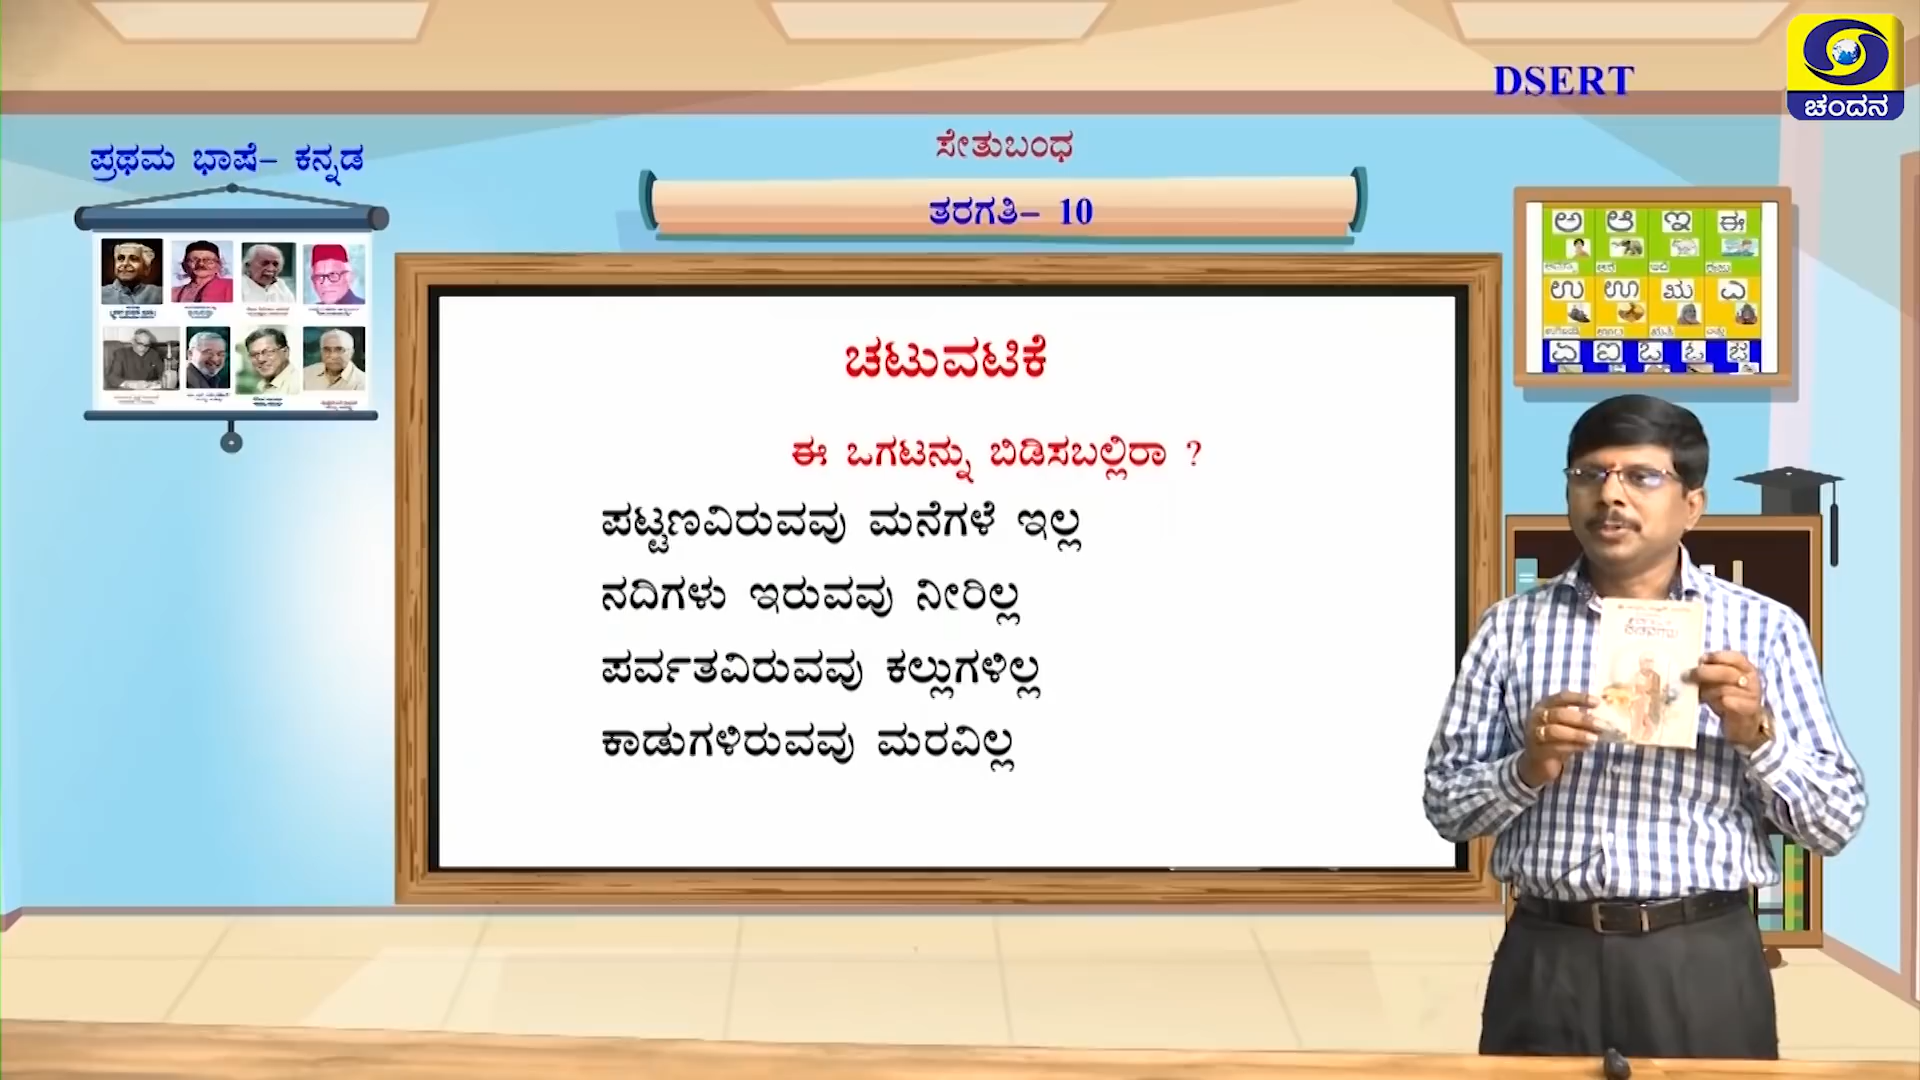 DSERT
ಚಂದನ
ಪ್ರಥಮ ಭಾಷೆ– ಕನ್ನಡ
ಸೇತುಬಂಧ
ತರಗತಿ– 10
ಚಟುವಟಿಕೆ
ಈ ಒಗಟನ್ನು ಬಿಡಿಸಬಲ್ಲಿರಾ ?
ಪಟ್ಟಣವಿರುವವು ಮನೆಗಳೆ ಇಲ್ಲ
ನದಿಗಳು ಇರುವವು ನೀರಿಲ್ಲ
ಪರ್ವತವಿರುವವು ಕಲ್ಲುಗಳಿಲ್ಲ
ಕಾಡುಗಳಿರುವವು ಮರವಿಲ್ಲ
ಅ ಆ ಇ ಈ
ಉ ಊ ಋ ಎ
ಏ ಐ ಒ ಓ ಔ